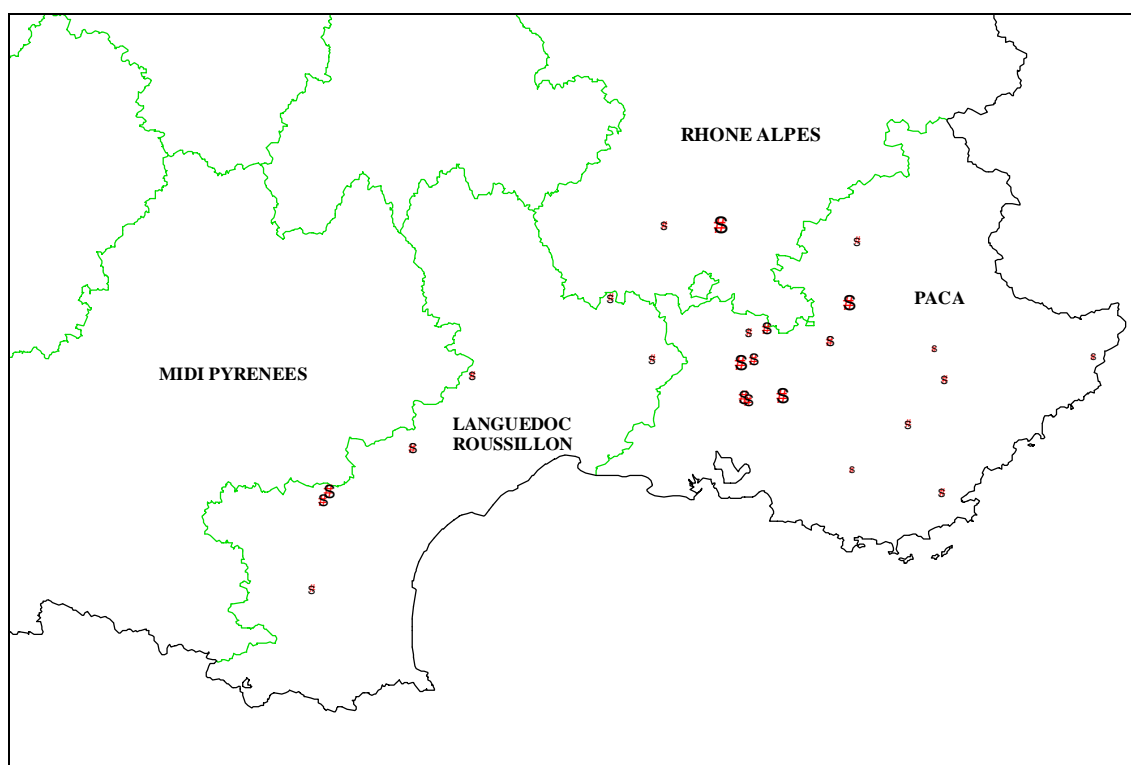 RHONE ALPES
PACA
MIDI PYRENEES
LANGUEDOC
ROUSSILLON